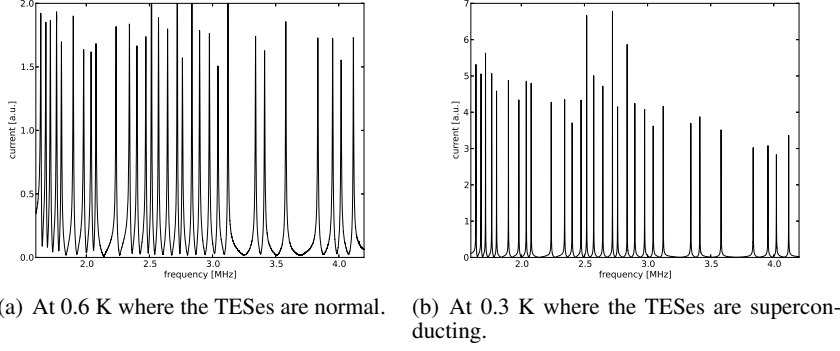 2.0
1.5
1.0
0.5
0.0
current [a.u.]
2.0 2.5 3.0 3.5 4.0
frequency [MHz]
7
6
5
4
3
2
1
0
current [a.u.]
2.0 2.5 3.0 3.5 4.0
frequency [MHz]
a) At 0.6 K where the TESes are normal.
(b) At 0.3 K where the TESes are supercon-
ducting.